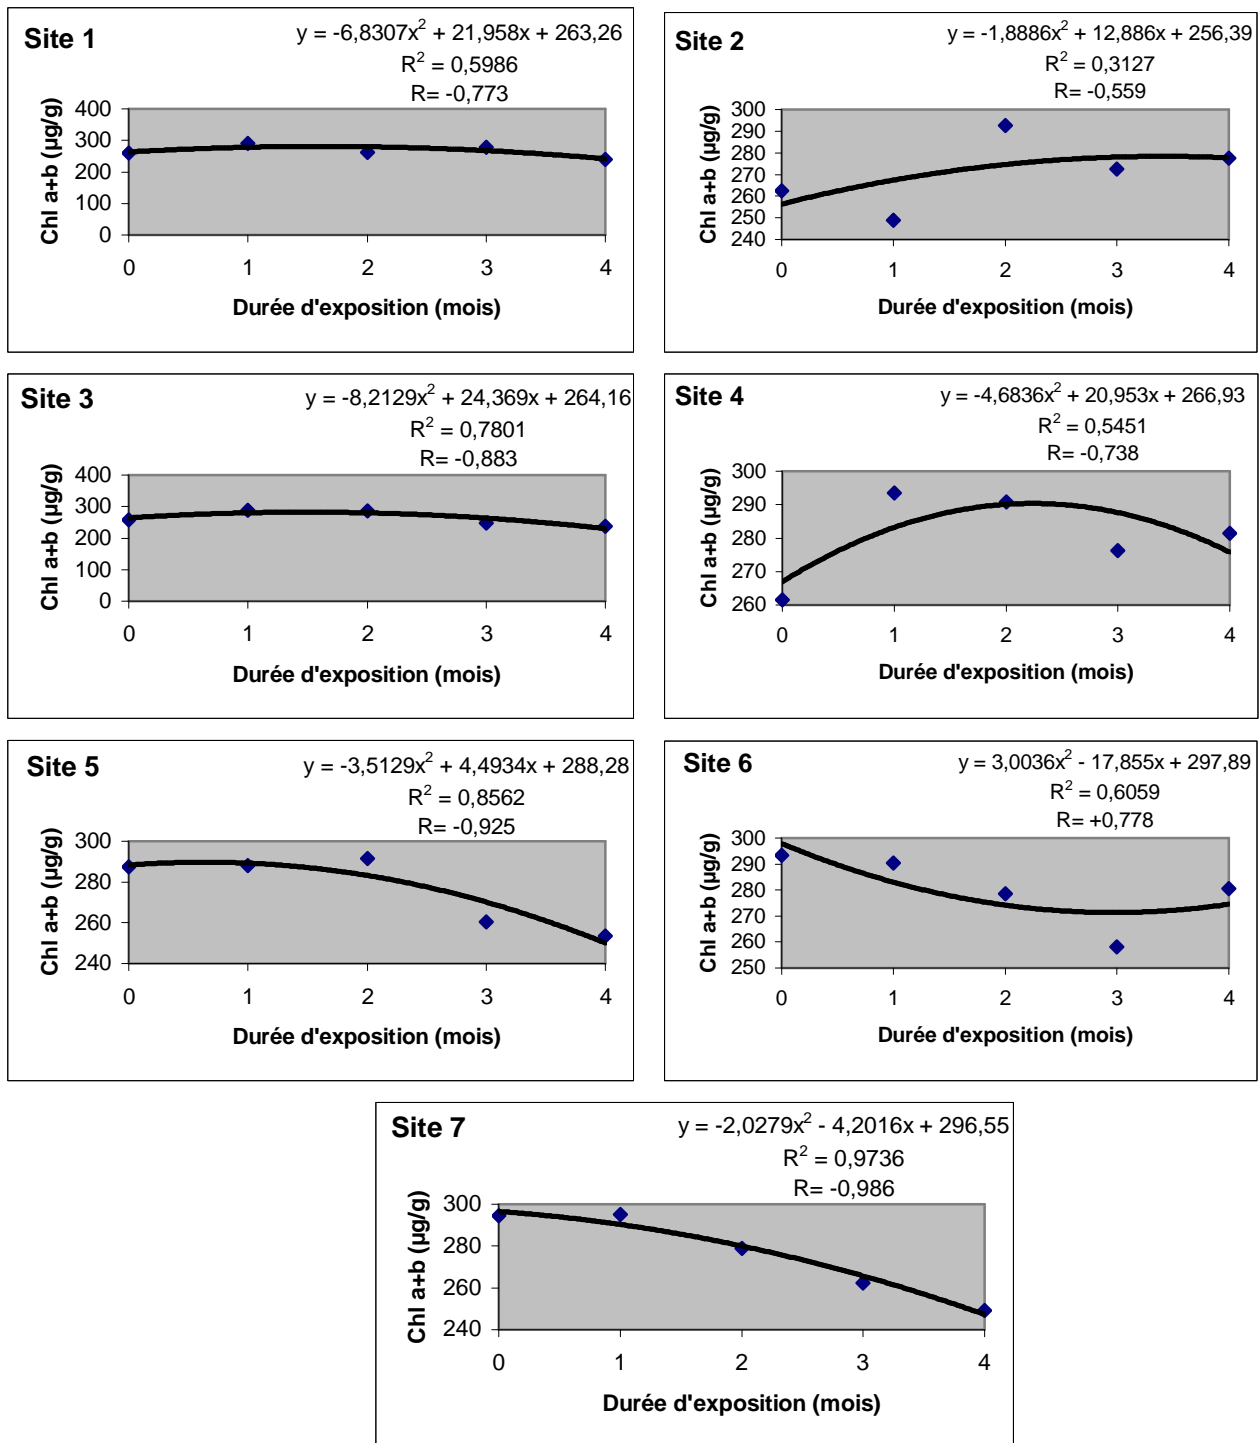 Site 1
y = -6,8307x² + 21,958x + 263,26
R² = 0,5986
R= -0,773
400
300
200
100
0
Chl a+b (µg/g)
0 1 2 3 4
Durée d'exposition (mois)
Site 2
y = -1,8886x² + 12,886x + 256,39
R² = 0,3127
R= -0,559
300
290
280
270
260
250
240
Chl a+b (µg/g)
0 1 2 3 4
Durée d'exposition (mois)
Site 3
y = -8,2129x² + 24,369x + 264,16
R² = 0,7801
R= -0,883
400
300
200
100
0
Chl a+b (µg/g)
0 1 2 3 4
Durée d'exposition (mois)
Site 4
y = -4,6836x² + 20,953x + 266,93
R² = 0,5451
R= -0,738
300
290
280
270
260
Chl a+b (µg/g)
0 1 2 3 4
Durée d'exposition (mois)
Site 5
y = -3,5129x² + 4,4934x + 288,28
R² = 0,8562
R= -0,925
300
280
260
240
Chl a+b (µg/g)
0 1 2 3 4
Durée d'exposition (mois)
Site 6
y = 3,0036x² - 17,855x + 297,89
R² = 0,6059
R= +0,778
300
290
280
270
260
250
Chl a+b (µg/g)
0 1 2 3 4
Durée d'exposition (mois)
Site 7
y = -2,0279x² - 4,2016x + 296,55
R² = 0,9736
R= -0,986
300
280
260
240
Chl a+b (µg/g)
0 1 2 3 4
Durée d'exposition (mois)